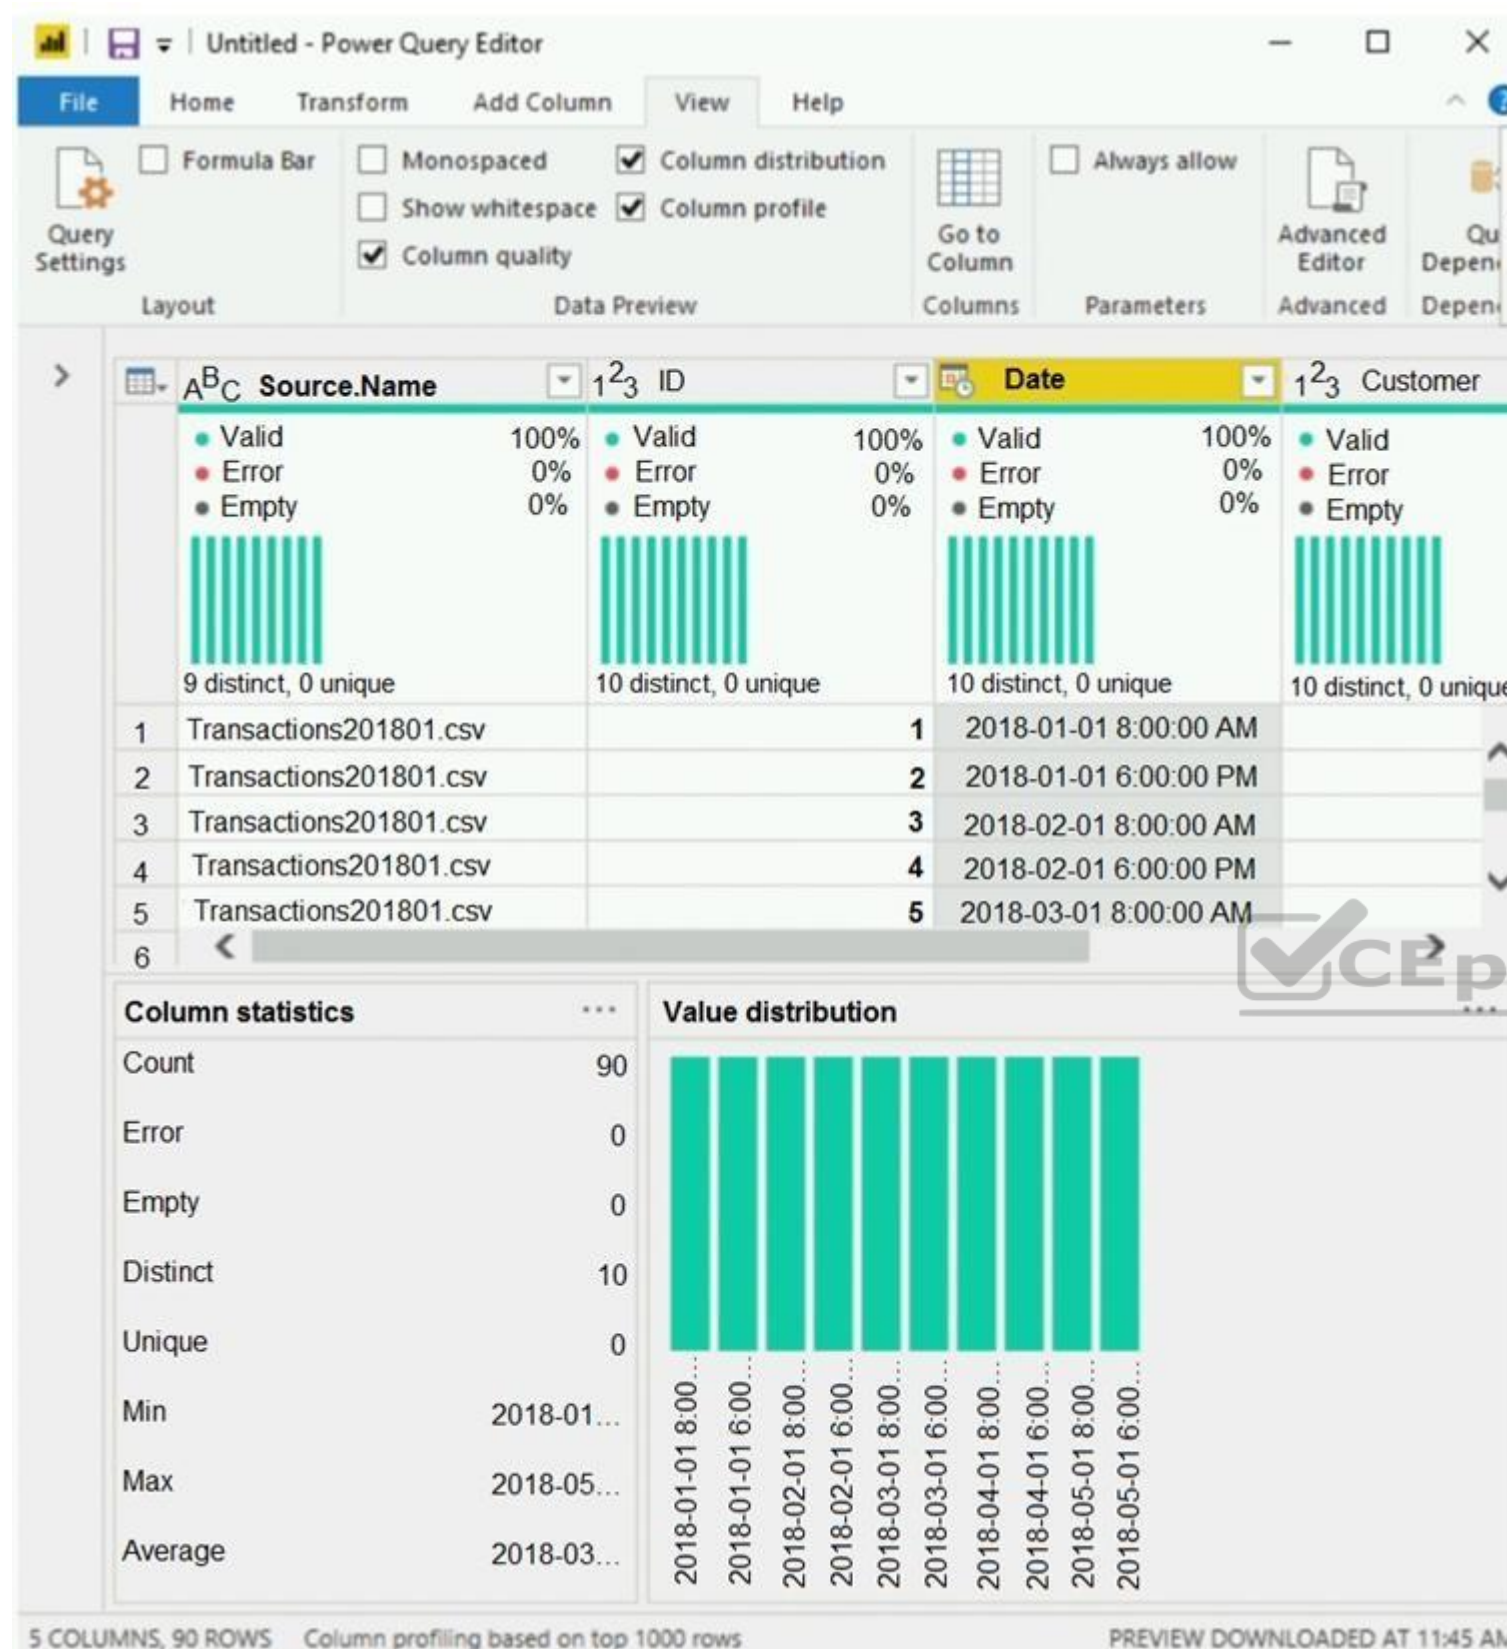 Untitled - Power Query Editor
File Home Transform Add Column View Help
Formula Bar Monospaced Column distribution Always allow
Show whitespace Column profile
Column quality
Query Settings
Go to Column
Advanced Editor
Layout Data Preview Columns Parameters Advanced
ABC Source.Name 123 ID Date 123 Customer
Valid 100% Valid 100% Valid 100% Valid
Error 0% Error 0% Error 0% Error
Empty 0% Empty 0% Empty 0% Empty
9 distinct, 0 unique 10 distinct, 0 unique 10 distinct, 0 unique 10 distinct, 0 unique
1 Transactions201801.csv 1 2018-01-01 8:00:00 AM
2 Transactions201801.csv 2 2018-01-01 6:00:00 PM
3 Transactions201801.csv 3 2018-02-01 8:00:00 AM
4 Transactions201801.csv 4 2018-02-01 6:00:00 PM
5 Transactions201801.csv 5 2018-03-01 8:00:00 AM
6
CEp
Column statistics ... Value distribution ...
Count 90
Error 0
Empty 0
Distinct 10
Unique 0
Min 2018-01...
Max 2018-05...
Average 2018-03...
2018-01-01 8:00...
2018-01-01 6:00...
2018-02-01 8:00...
2018-02-01 6:00...
2018-03-01 8:00...
2018-03-01 6:00...
2018-04-01 8:00...
2018-04-01 6:00...
2018-05-01 8:00...
2018-05-01 6:00...
5 COLUMNS, 90 ROWS Column profiling based on top 1000 rows PREVIEW DOWNLOADED AT 11:45 AM